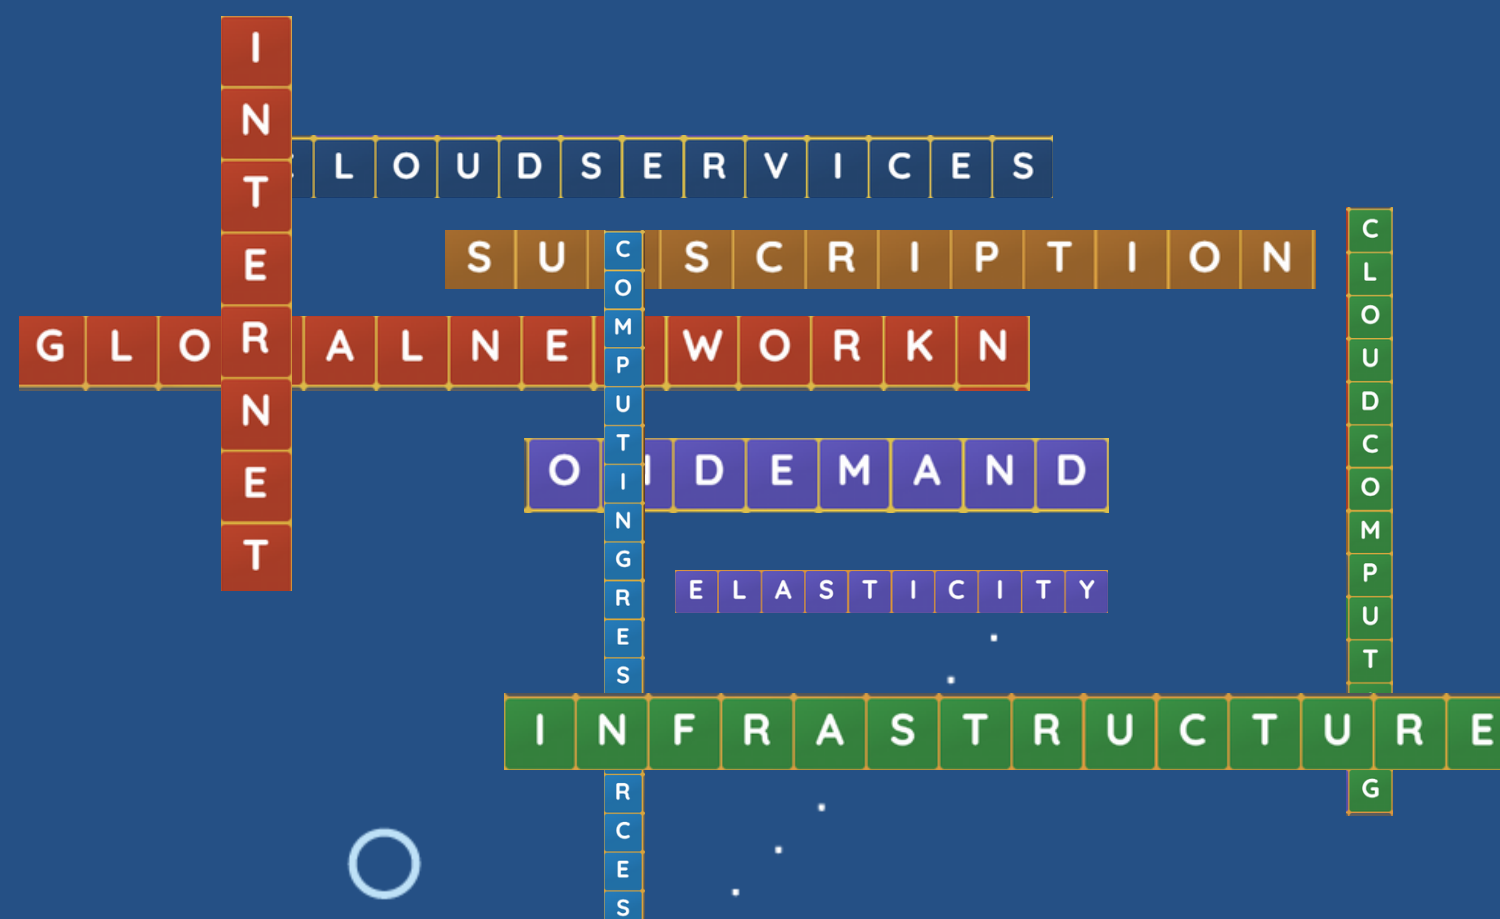 INTERNET
LOUDSERVICES
SU SCRIPTION
CLOUDCOMPUT G
GLO ALNE WORKN
COMPUTINGRES RCES
O DEMAND
ELASTICITY
INFRASTRUCTURE